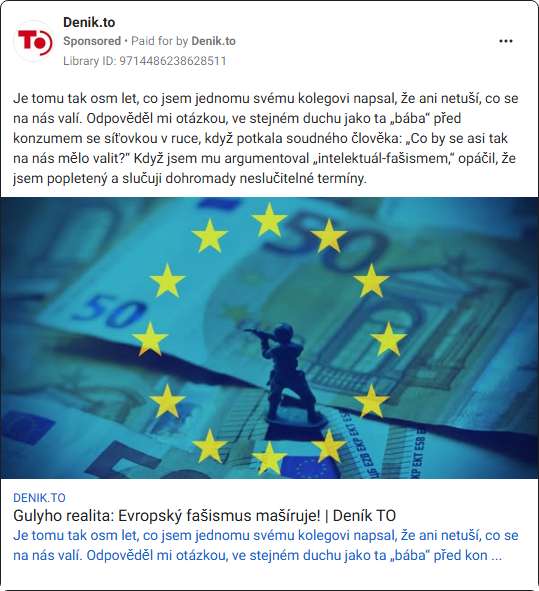 Denik.to
Sponsored • Paid for by Denik.to
Library ID: 9714486238628511
TO
Je tomu tak osm let, co jsem jednomu svému kolegovi napsal, že ani netuší, co se
na nás valí. Odpověděl mi otázkou, ve stejném duchu jako ta „bába“ před
konzumem se síťovkou v ruce, když potkala soudného člověka: „Co by se asi tak
na nás mělo valit?“ Když jsem mu argumentoval „intelektuál-fašismem,“ opáčil, že
jsem popletený a slučuji dohromady neslučitelné termíny.
50
50
DENIK.TO
Gulyho realita: Evropský fašismus mašíruje! | Deník TO
Je tomu tak osm let, co jsem jednomu svému kolegovi napsal, že ani netuší, co se
na nás valí. Odpověděl mi otázkou, ve stejném duchu jako ta „bába“ před kon ...